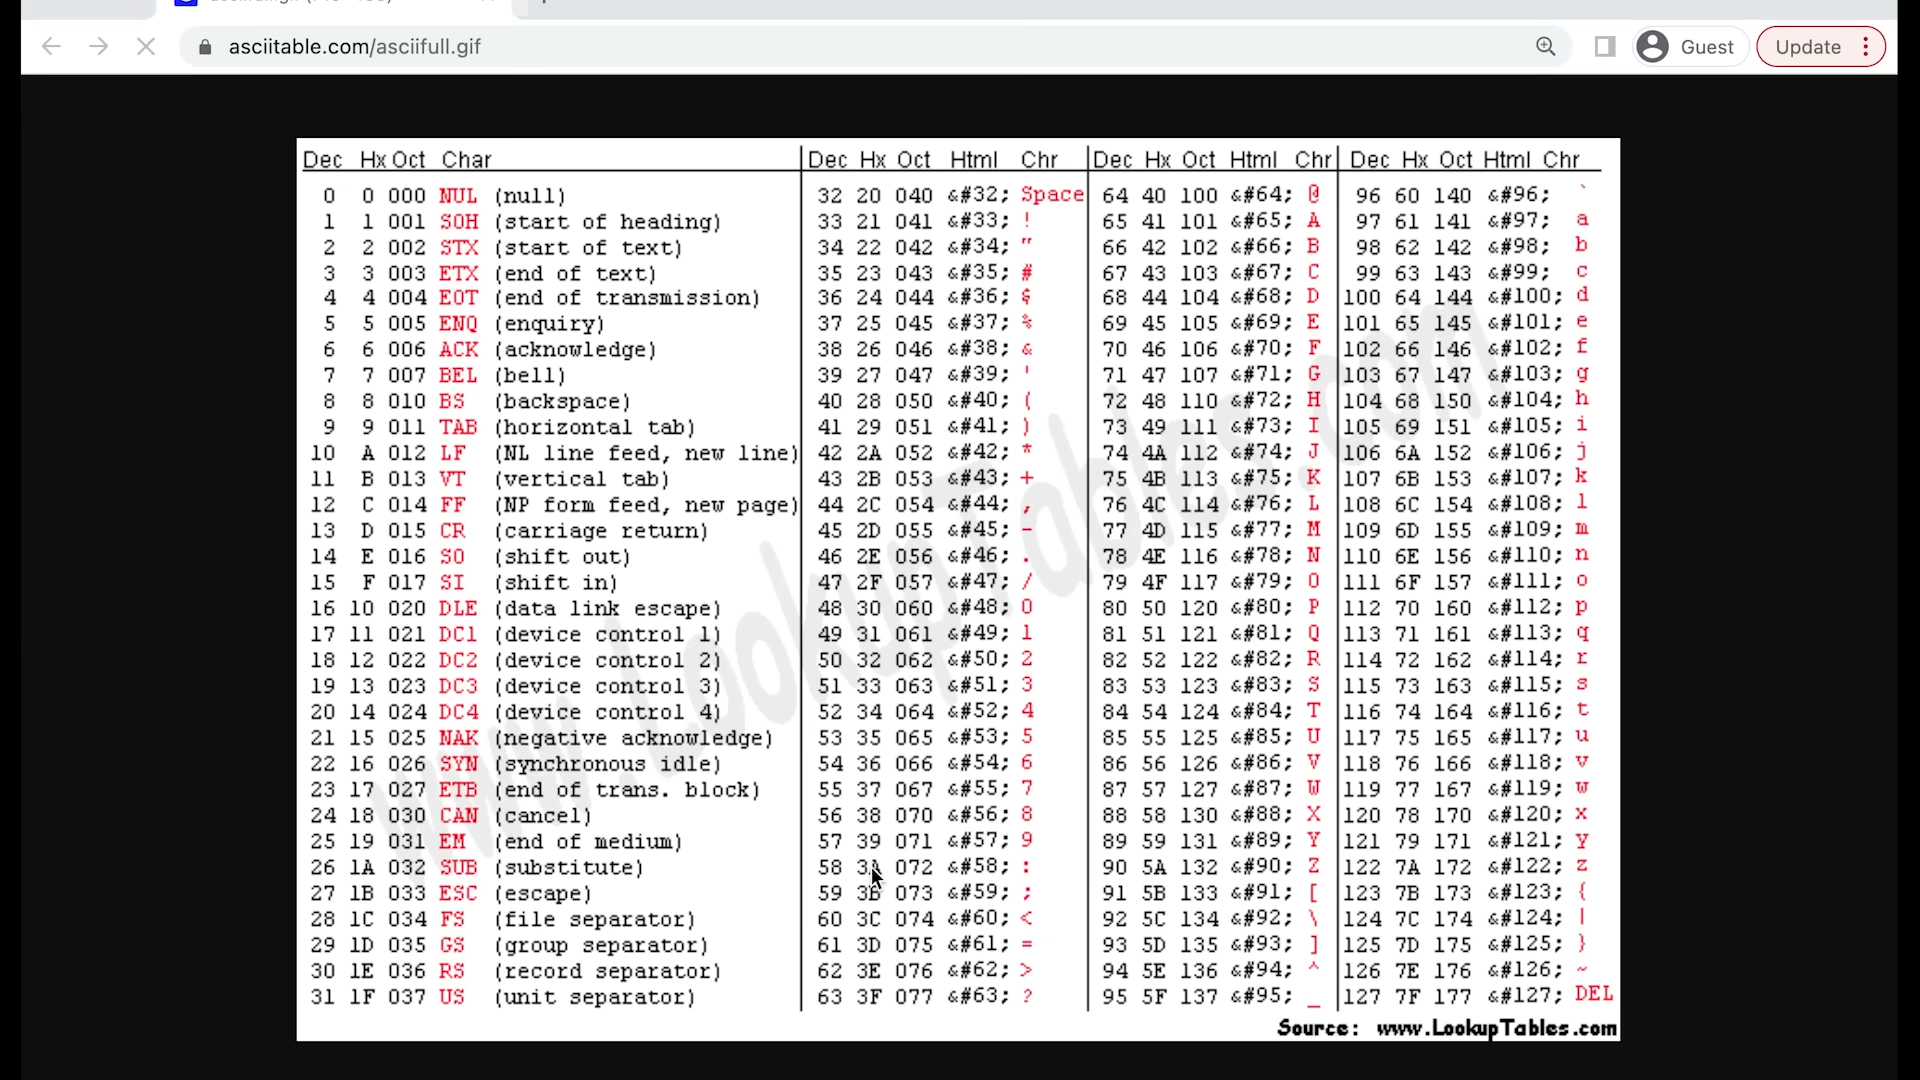 asciitable.com/asciifull.gif
Guest
Update
Dec Hx Oct Char Dec Hx Oct Html Chr Dec Hx Oct Html Chr Dec Hx Oct Html Chr
0 0 000 NUL (null) 32 20 040 &#32; Space 64 40 100 &#64; @ 96 60 140 &#96; `
1 1 001 SOH (start of heading) 33 21 041 &#33; ! 65 41 101 &#65; A 97 61 141 &#97; a
2 2 002 STX (start of text) 34 22 042 &#34; " 66 42 102 &#66; B 98 62 142 &#98; b
3 3 003 ETX (end of text) 35 23 043 &#35; # 67 43 103 &#67; C 99 63 143 &#99; c
4 4 004 EOT (end of transmission) 36 24 044 &#36; $ 68 44 104 &#68; D 100 64 144 &#100; d
5 5 005 ENQ (enquiry) 37 25 045 &#37; % 69 45 105 &#69; E 101 65 145 &#101; e
6 6 006 ACK (acknowledge) 38 26 046 &#38; & 70 46 106 &#70; F 102 66 146 &#102; f
7 7 007 BEL (bell) 39 27 047 &#39; ' 71 47 107 &#71; G 103 67 147 &#103; g
8 8 010 BS (backspace) 40 28 050 &#40; ( 72 48 110 &#72; H 104 68 150 &#104; h
9 9 011 TAB (horizontal tab) 41 29 051 &#41; ) 73 49 111 &#73; I 105 69 151 &#105; i
10 A 012 LF (NL line feed, new line) 42 2A 052 &#42; * 74 4A 112 &#74; J 106 6A 152 &#106; j
11 B 013 VT (vertical tab) 43 2B 053 &#43; + 75 4B 113 &#75; K 107 6B 153 &#107; k
12 C 014 FF (NP form feed, new page) 44 2C 054 &#44; , 76 4C 114 &#76; L 108 6C 154 &#108; l
13 D 015 CR (carriage return) 45 2D 055 &#45; - 77 4D 115 &#77; M 109 6D 155 &#109; m
14 E 016 SO (shift out) 46 2E 056 &#46; . 78 4E 116 &#78; N 110 6E 156 &#110; n
15 F 017 SI (shift in) 47 2F 057 &#47; / 79 4F 117 &#79; O 111 6F 157 &#111; o
16 10 020 DLE (data link escape) 48 30 060 &#48; 0 80 50 120 &#80; P 112 70 160 &#112; p
17 11 021 DC1 (device control 1) 49 31 061 &#49; 1 81 51 121 &#81; Q 113 71 161 &#113; q
18 12 022 DC2 (device control 2) 50 32 062 &#50; 2 82 52 122 &#82; R 114 72 162 &#114; r
19 13 023 DC3 (device control 3) 51 33 063 &#51; 3 83 53 123 &#83; S 115 73 163 &#115; s
20 14 024 DC4 (device control 4) 52 34 064 &#52; 4 84 54 124 &#84; T 116 74 164 &#116; t
21 15 025 NAK (negative acknowledge) 53 35 065 &#53; 5 85 55 125 &#85; U 117 75 165 &#117; u
22 16 026 SYN (synchronous idle) 54 36 066 &#54; 6 86 56 126 &#86; V 118 76 166 &#118; v
23 17 027 ETB (end of trans. block) 55 37 067 &#55; 7 87 57 127 &#87; W 119 77 167 &#119; w
24 18 030 CAN (cancel) 56 38 070 &#56; 8 88 58 130 &#88; X 120 78 170 &#120; x
25 19 031 EM (end of medium) 57 39 071 &#57; 9 89 59 131 &#89; Y 121 79 171 &#121; y
26 1A 032 SUB (substitute) 58 3A 072 &#58; : 90 5A 132 &#90; Z 122 7A 172 &#122; z
27 1B 033 ESC (escape) 59 3B 073 &#59; ; 91 5B 133 &#91; [ 123 7B 173 &#123; {
28 1C 034 FS (file separator) 60 3C 074 &#60; < 92 5C 134 &#92; \ 124 7C 174 &#124; |
29 1D 035 GS (group separator) 61 3D 075 &#61; = 93 5D 135 &#93; ] 125 7D 175 &#125; }
30 1E 036 RS (record separator) 62 3E 076 &#62; > 94 5E 136 &#94; ^ 126 7E 176 &#126; ~
31 1F 037 US (unit separator) 63 3F 077 &#63; ? 95 5F 137 &#95; _ 127 7F 177 &#127; DEL
www.LookupTables.com
Source: www.LookupTables.com